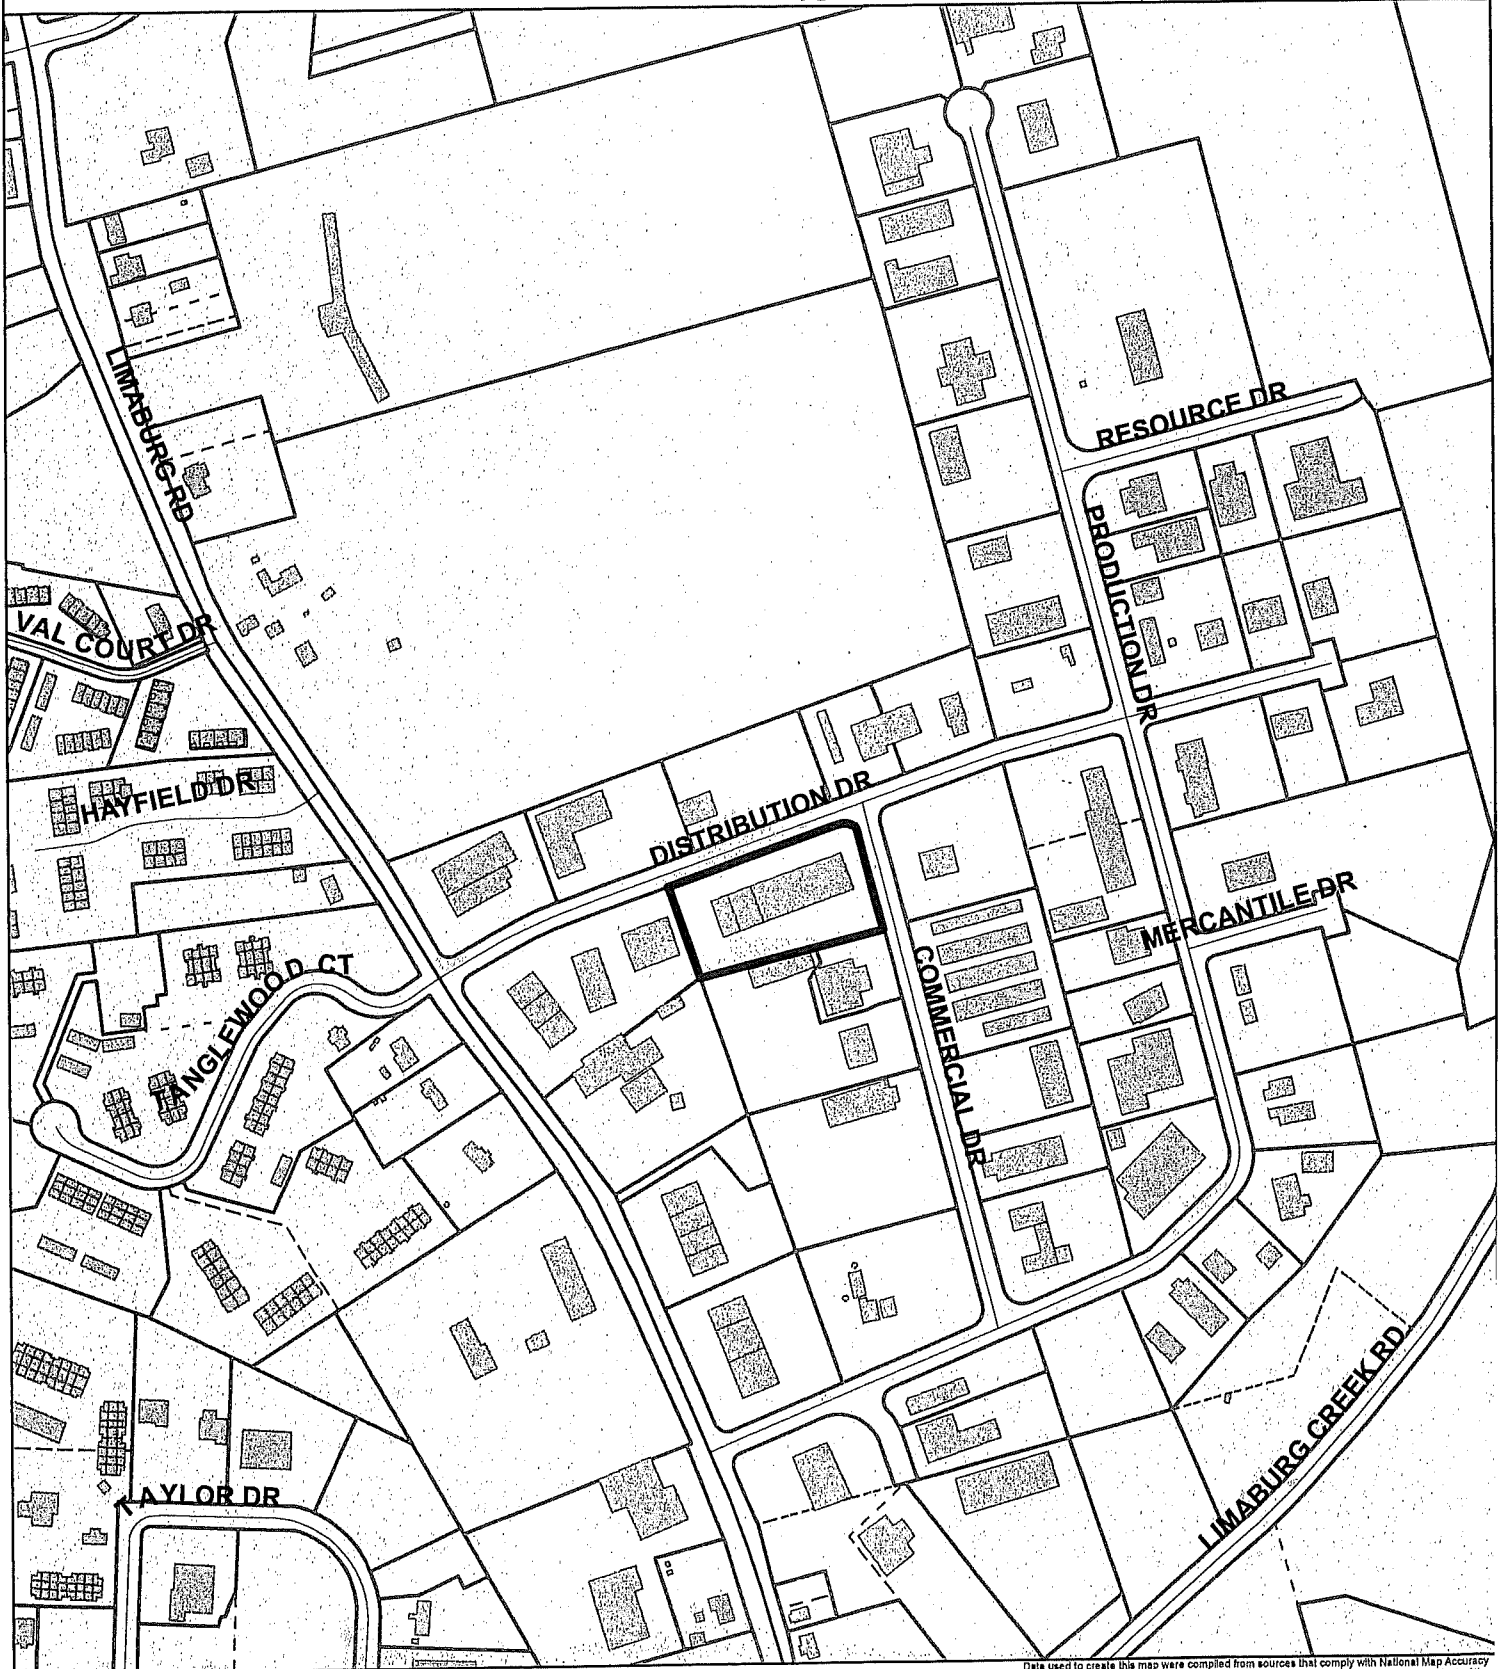 RESOURCE DR
LIMABURG RD
PRODUCTION DR
VAL COURT DR
HAYFIELD DR
DISTRIBUTION DR
MERCANTILE DR
TANGLEWOOD CT
COMMERCIAL DR
LIMABURG CREEK RD
TAYLOR DR
Data used to create this map were compiled from sources that comply with National Map Accuracy